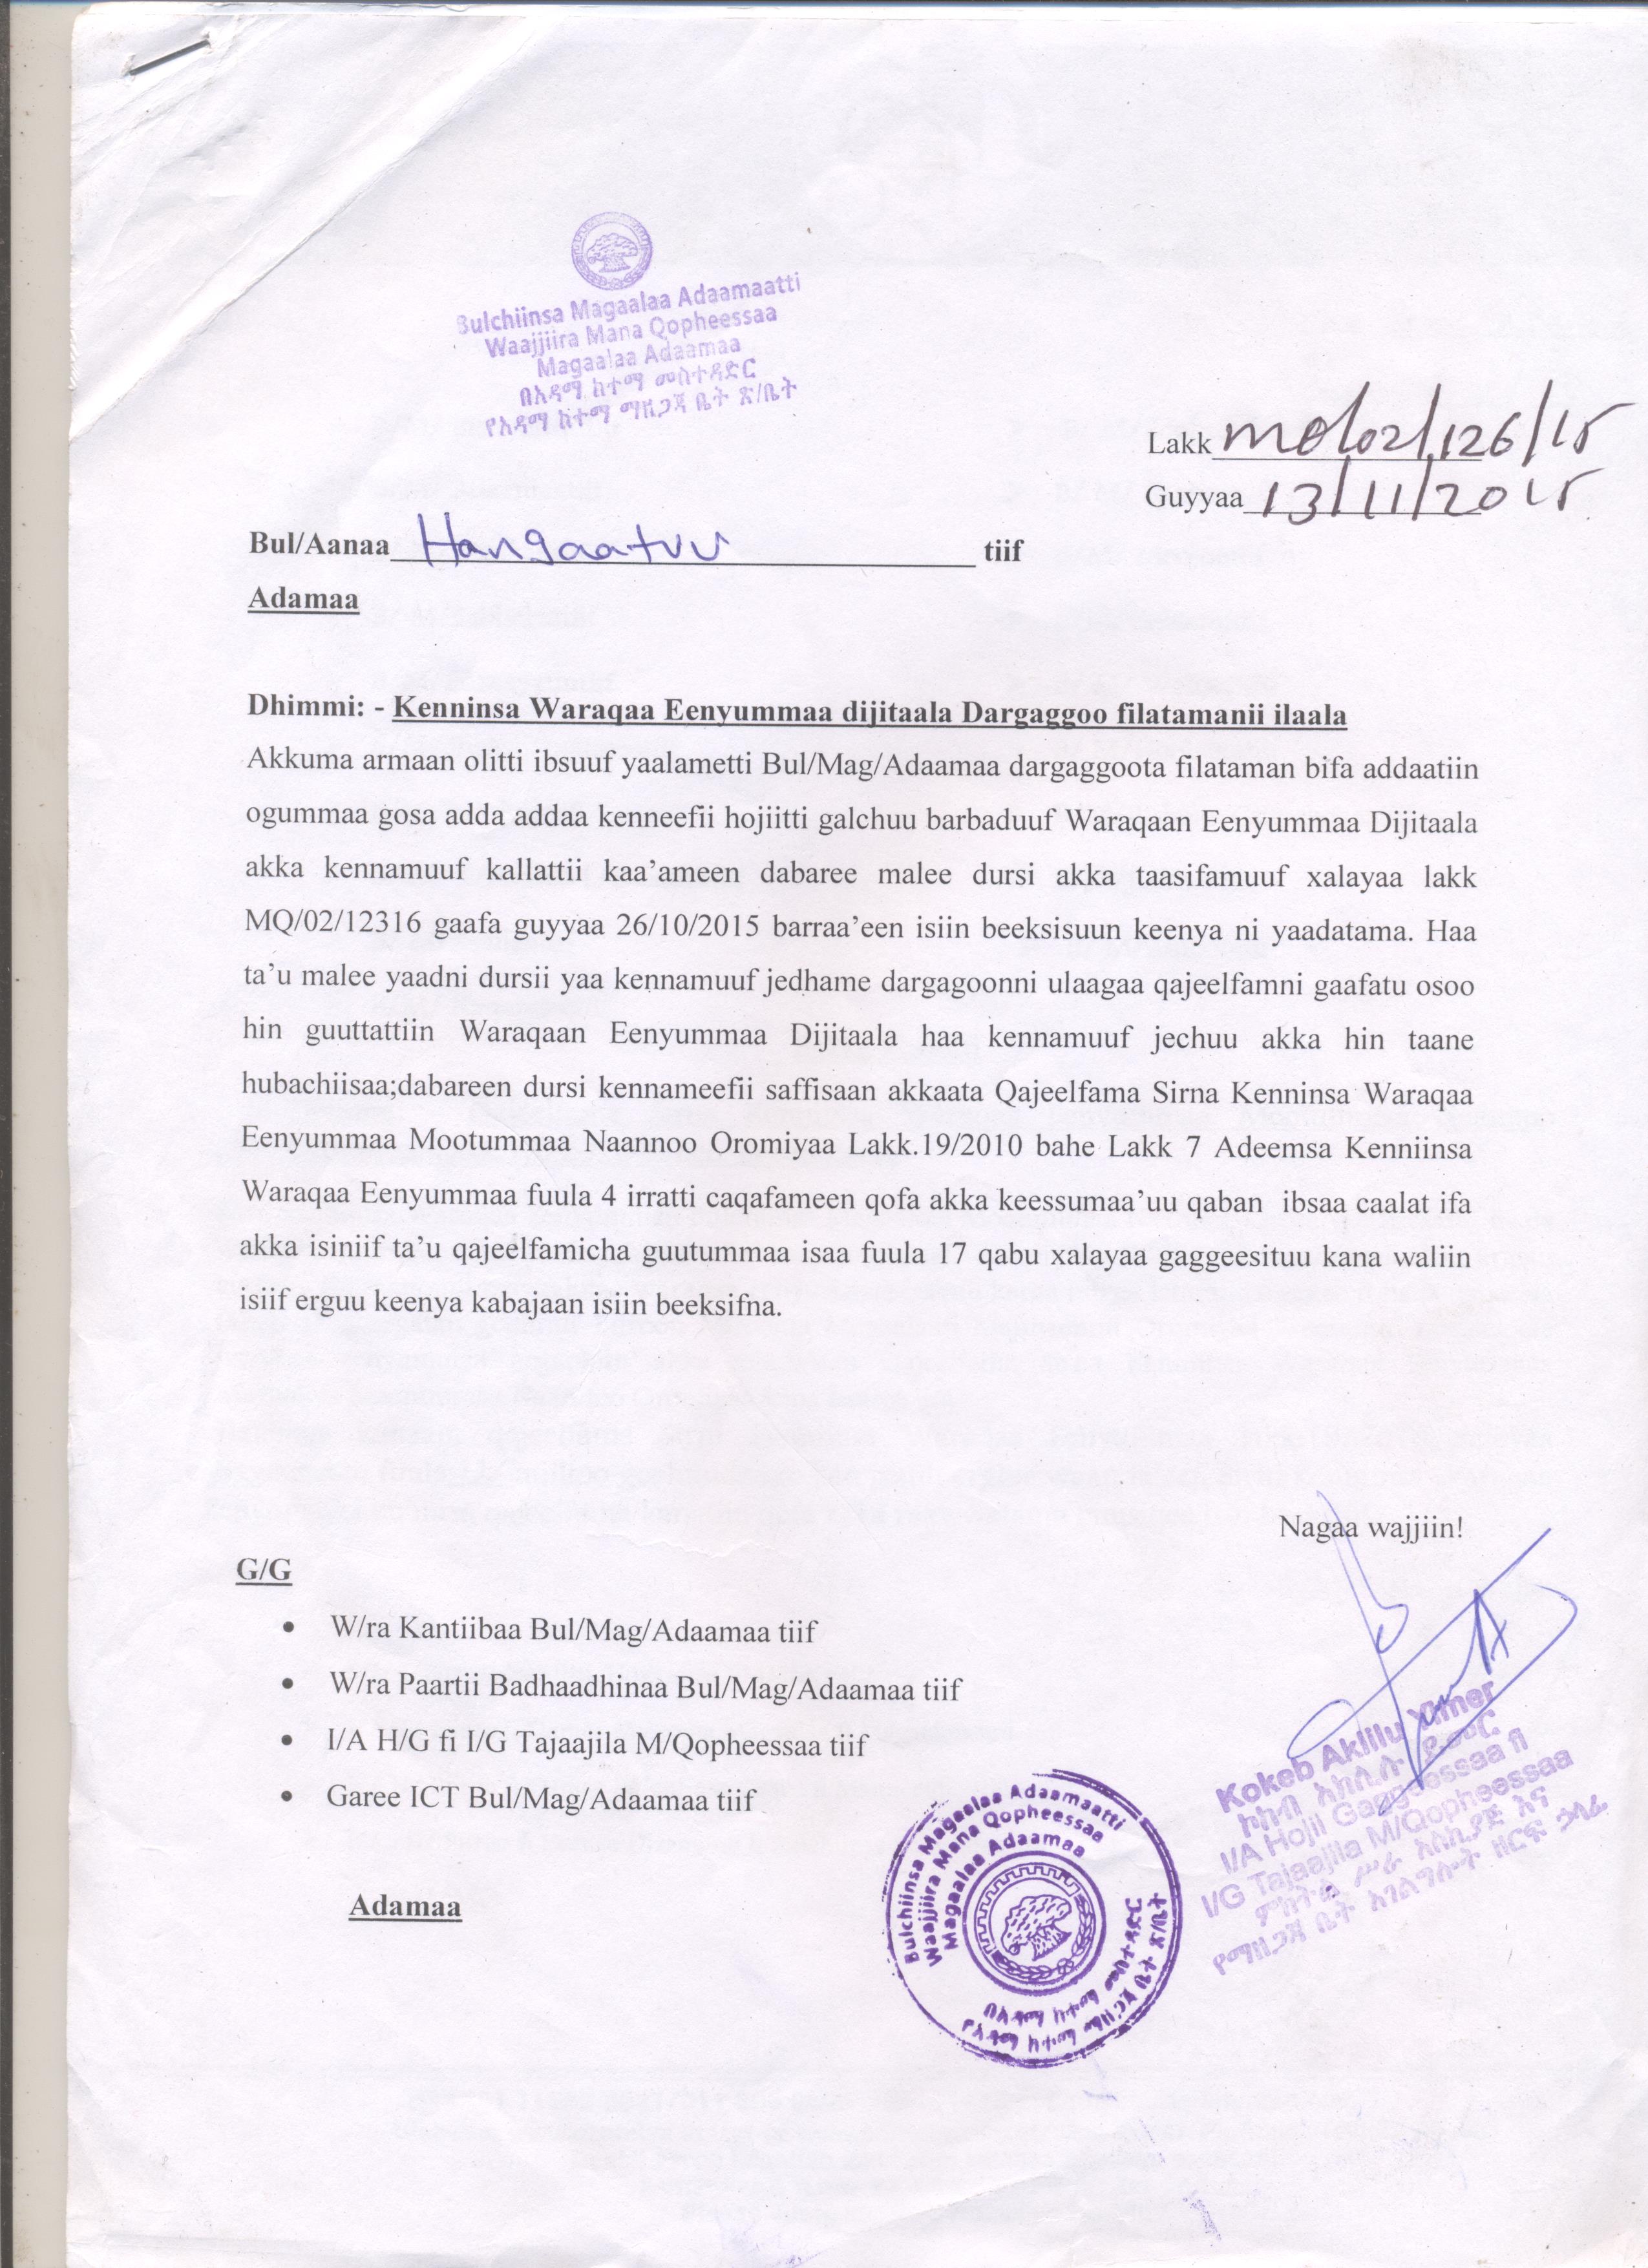 Bulchiinsa Magaalaa Adaamaatti
Waajjiira Mana Qopheessaa
Magaalaa Adaamaa
በአዳማ ከተማ መስተዳድር
የአዳማ ከተማ ማዘጋጃ ቤት ጽ/ቤት
Lakk /02/126/15
Guyyaa 13/11/2015
Bul/Aanaa Hangaatuu tiif
Adamaa
Dhimmi: - Kenninsa Waraqaa Eenyummaa dijitaala Dargaggoo filatamanii ilaala
Akkuma armaan olitti ibsuuf yaalametti Bul/Mag/Adaamaa dargaggoota filataman bifa addaatiin
ogummaa gosa adda addaa kenneefii hojiitti galchuu barbaduuf Waraqaan Eenyummaa Dijitaala
akka kennamuuf kallattii kaa’ameen dabaree malee dursi akka taasifamuuf xalayaa lakk
MQ/02/12316 gaafa guyyaa 26/10/2015 barraa’een isiin beeksisuun keenya ni yaadatama. Haa
ta’u malee yaadni dursii yaa kennamuuf jedhame dargagoonni ulaagaa qajeelfamni gaafatu osoo
hin guuttattiin Waraqaan Eenyummaa Dijitaala haa kennamuuf jechuu akka hin taane
hubachiisaa;dabareen dursi kennameefii saffisaan akkaata Qajeelfama Sirna Kenninsa Waraqaa
Eenyummaa Mootummaa Naannoo Oromiyaa Lakk.19/2010 bahe Lakk 7 Adeemsa Kenniinsa
Waraqaa Eenyummaa fuula 4 irratti caqafameen qofa akka keessumaa’uu qaban ibsaa caalat ifa
akka isiniif ta’u qajeelfamicha guutummaa isaa fuula 17 qabu xalayaa gaggeesituu kana waliin
isiif erguu keenya kabajaan isiin beeksifna.
Nagaa wajjiin!
G/G
• W/ra Kantiibaa Bul/Mag/Adaamaa tiif
• W/ra Paartii Badhaadhinaa Bul/Mag/Adaamaa tiif
• I/A H/G fi I/G Tajaajila M/Qopheessaa tiif
• Garee ICT Bul/Mag/Adaamaa tiif
Adamaa
Kokeb Aklilu Yimer
ኮከብ አክሊሉ ይመር
I/A Hojii Gaggeessaa fi
I/G Tajaajila M/Qopheessaa
ምክትል ሥራ አስኪያጅ እና
የማዘጋጃ ቤት አገልግሎት ዘርፍ ኃላፊ
Bulchiinsa Magaalaa Adaamaatti
Waajjiira Mana Qopheessaa
Magaalaa Adaamaa
በአዳማ ከተማ መስተዳድር
የአዳማ ከተማ ማዘጋጃ ቤት ጽ/ቤት